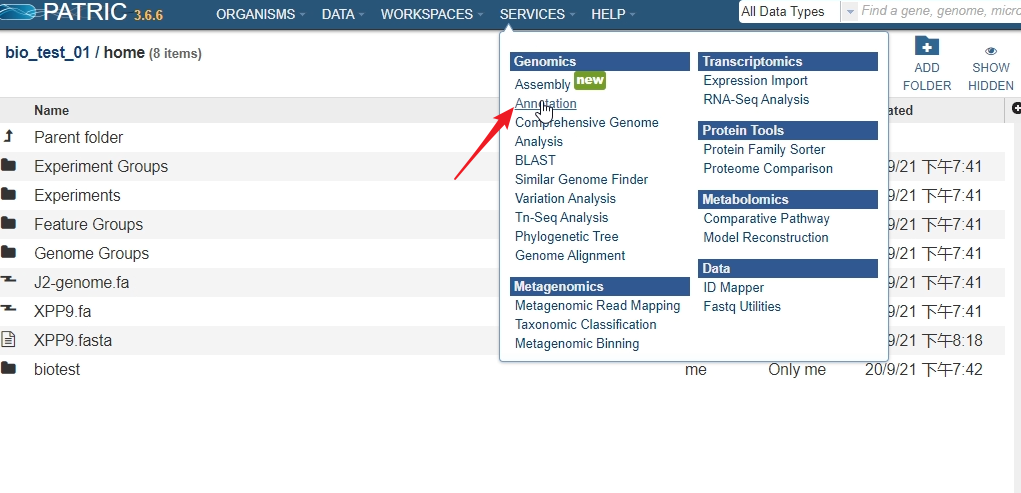 PATRIC 3.6.6 ORGANISMS DATA WORKSPACES SERVICES HELP All Data Types Find a gene, genome, micro
bio_test_01 / home (8 items)
ADD FOLDER
SHOW HIDDEN
Genomics
Assembly new
Annotation
Comprehensive Genome
Analysis
BLAST
Similar Genome Finder
Variation Analysis
Tn-Seq Analysis
Phylogenetic Tree
Genome Alignment
Metagenomics
Metagenomic Read Mapping
Taxonomic Classification
Metagenomic Binning
Transcriptomics
Expression Import
RNA-Seq Analysis
Protein Tools
Protein Family Sorter
Proteome Comparison
Metabolomics
Comparative Pathway
Model Reconstruction
Data
ID Mapper
Fastq Utilities
Name ated
Parent folder
Experiment Groups 9/21 下午7:41
Experiments 9/21 下午7:41
Feature Groups 9/21 下午7:41
Genome Groups 9/21 下午7:41
J2-genome.fa 9/21 下午7:41
XPP9.fa 9/21 下午7:41
XPP9.fasta 9/21 下午8:18
biotest me Only me 20/9/21 下午7:42